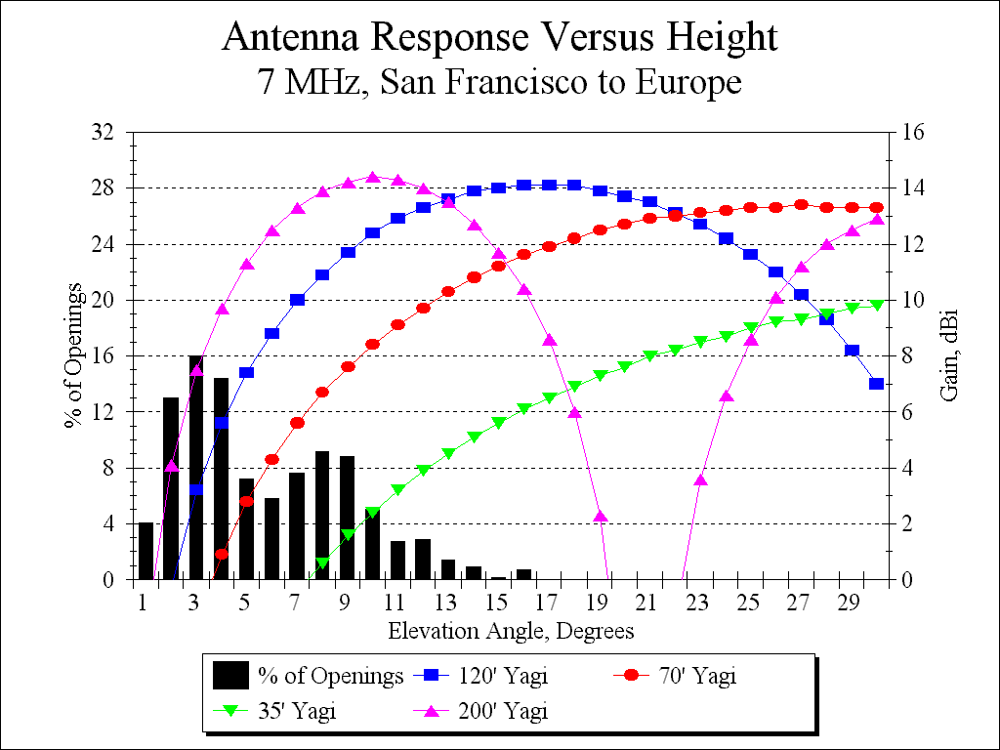 Antenna Response Versus Height
7 MHz, San Francisco to Europe
32 16
28 14
24 12
20 10
16 8
12 6
8 4
4 2
0 0
% of Openings
Gain, dBi
1 3 5 7 9 11 13 15 17 19 21 23 25 27 29
Elevation Angle, Degrees
% of Openings 120' Yagi 70' Yagi
35' Yagi 200' Yagi